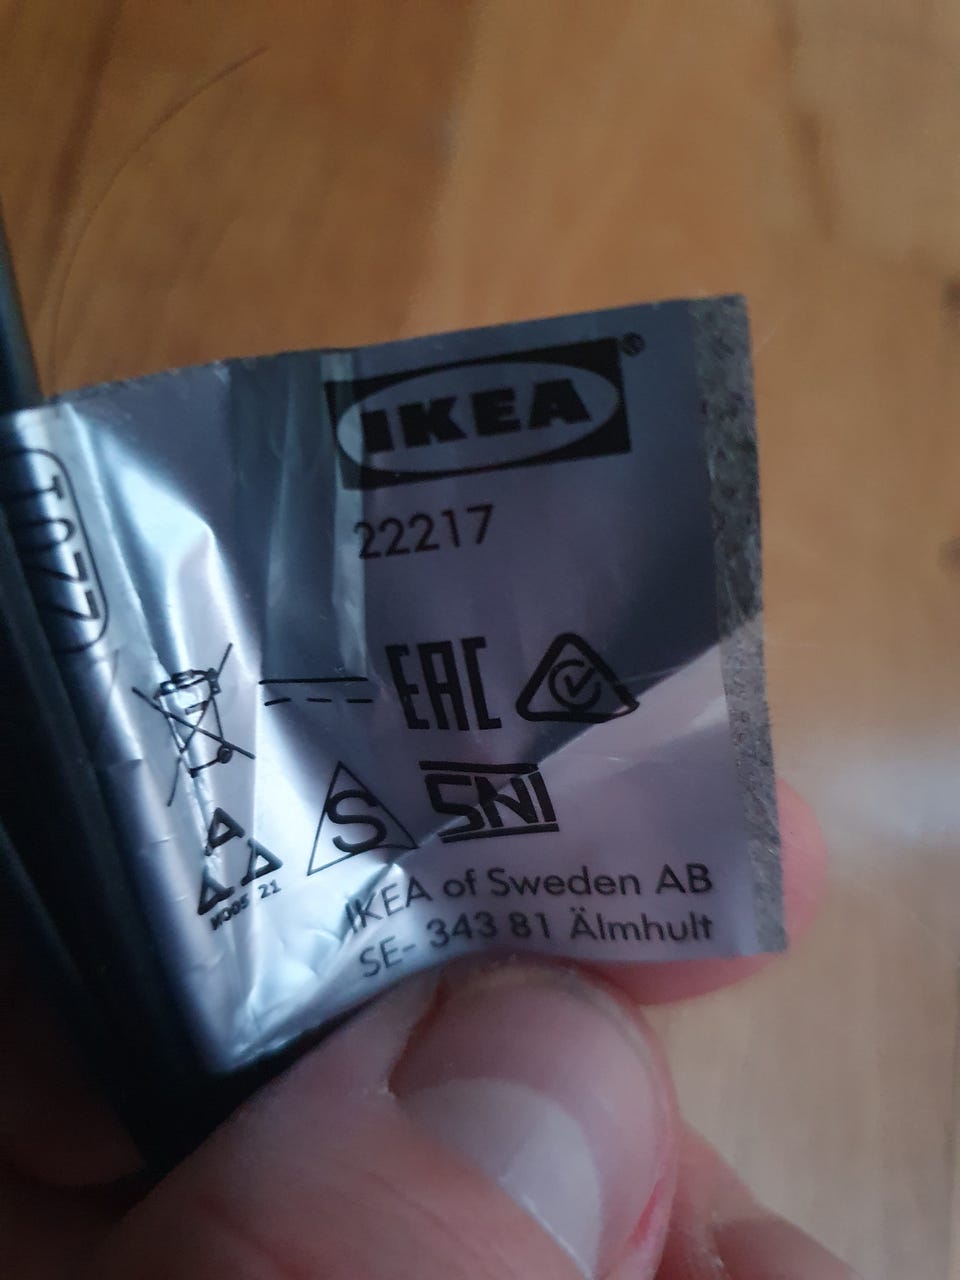 IKEA®
22217
EAC
S
SNI
IKEA of Sweden AB
SE- 343 81 Älmhult